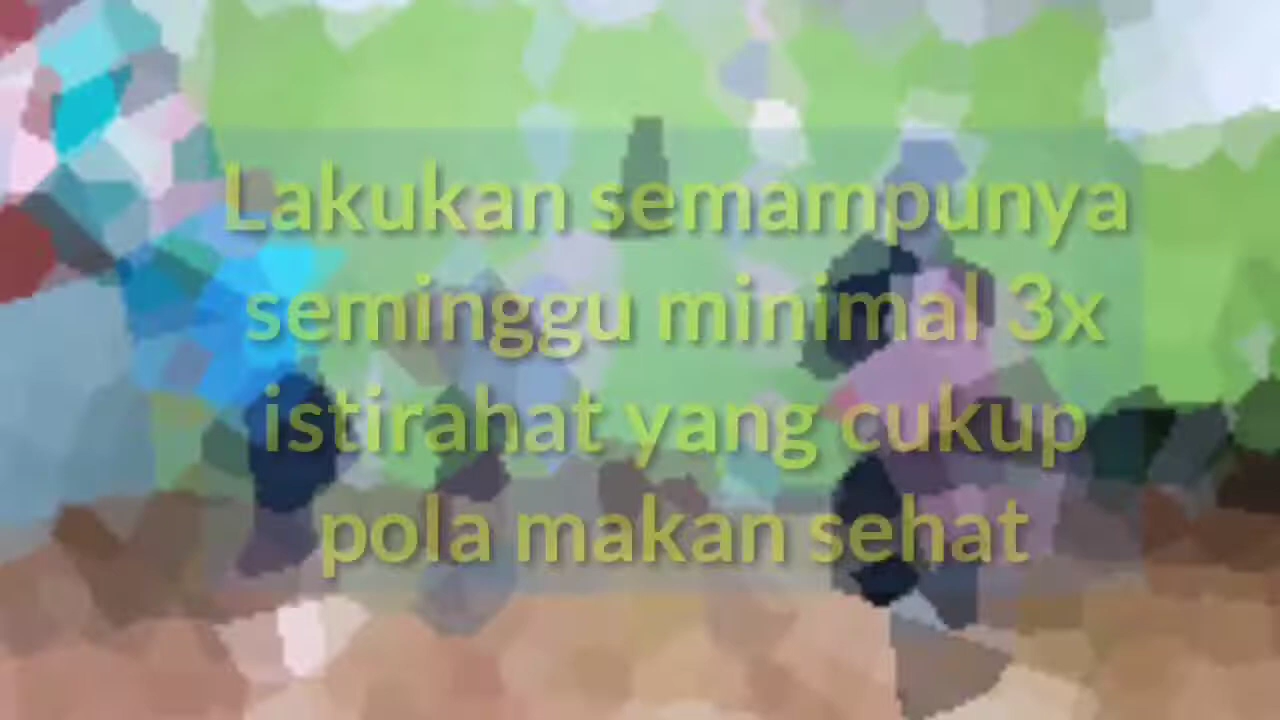 Lakukan semampunya
seminggu minimal 3x
istirahat yang cukup
pola makan sehat